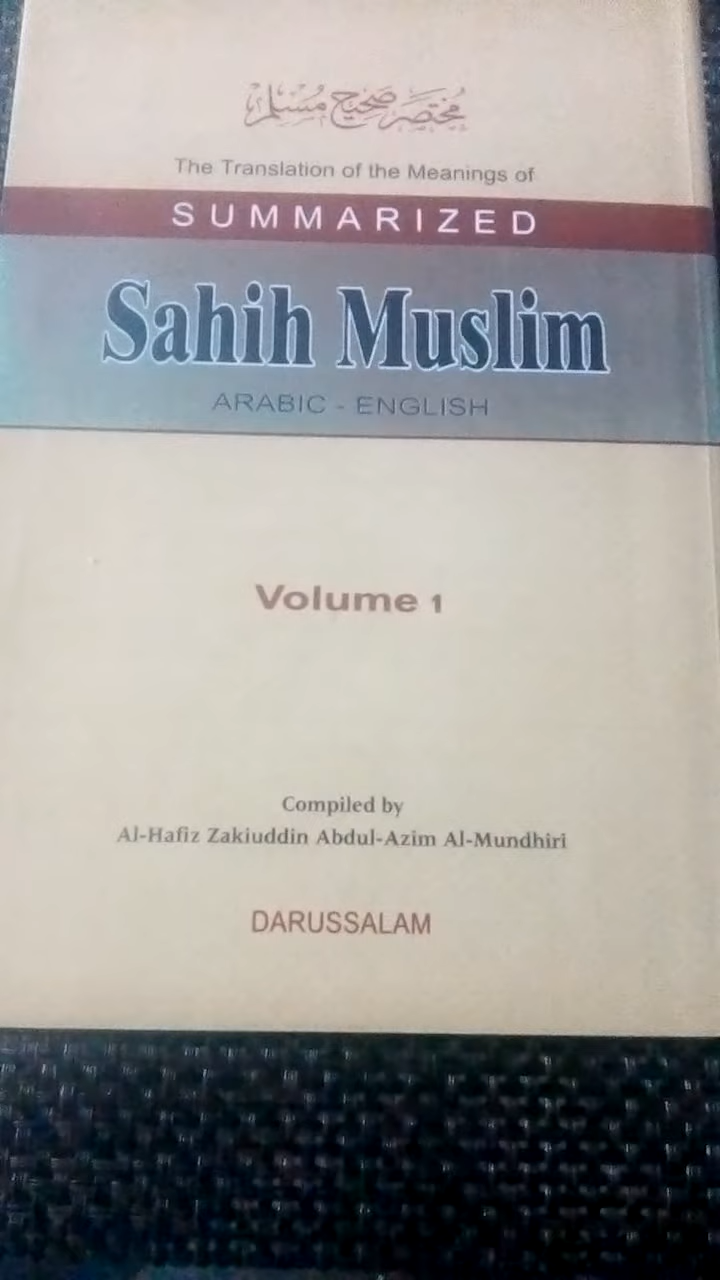 مختصر صحيح مسلم
The Translation of the Meanings of
SUMMARIZED
Sahih Muslim
ARABIC - ENGLISH
Volume 1
Compiled by
Al-Hafiz Zakiuddin Abdul-Azim Al-Mundhiri
DARUSSALAM